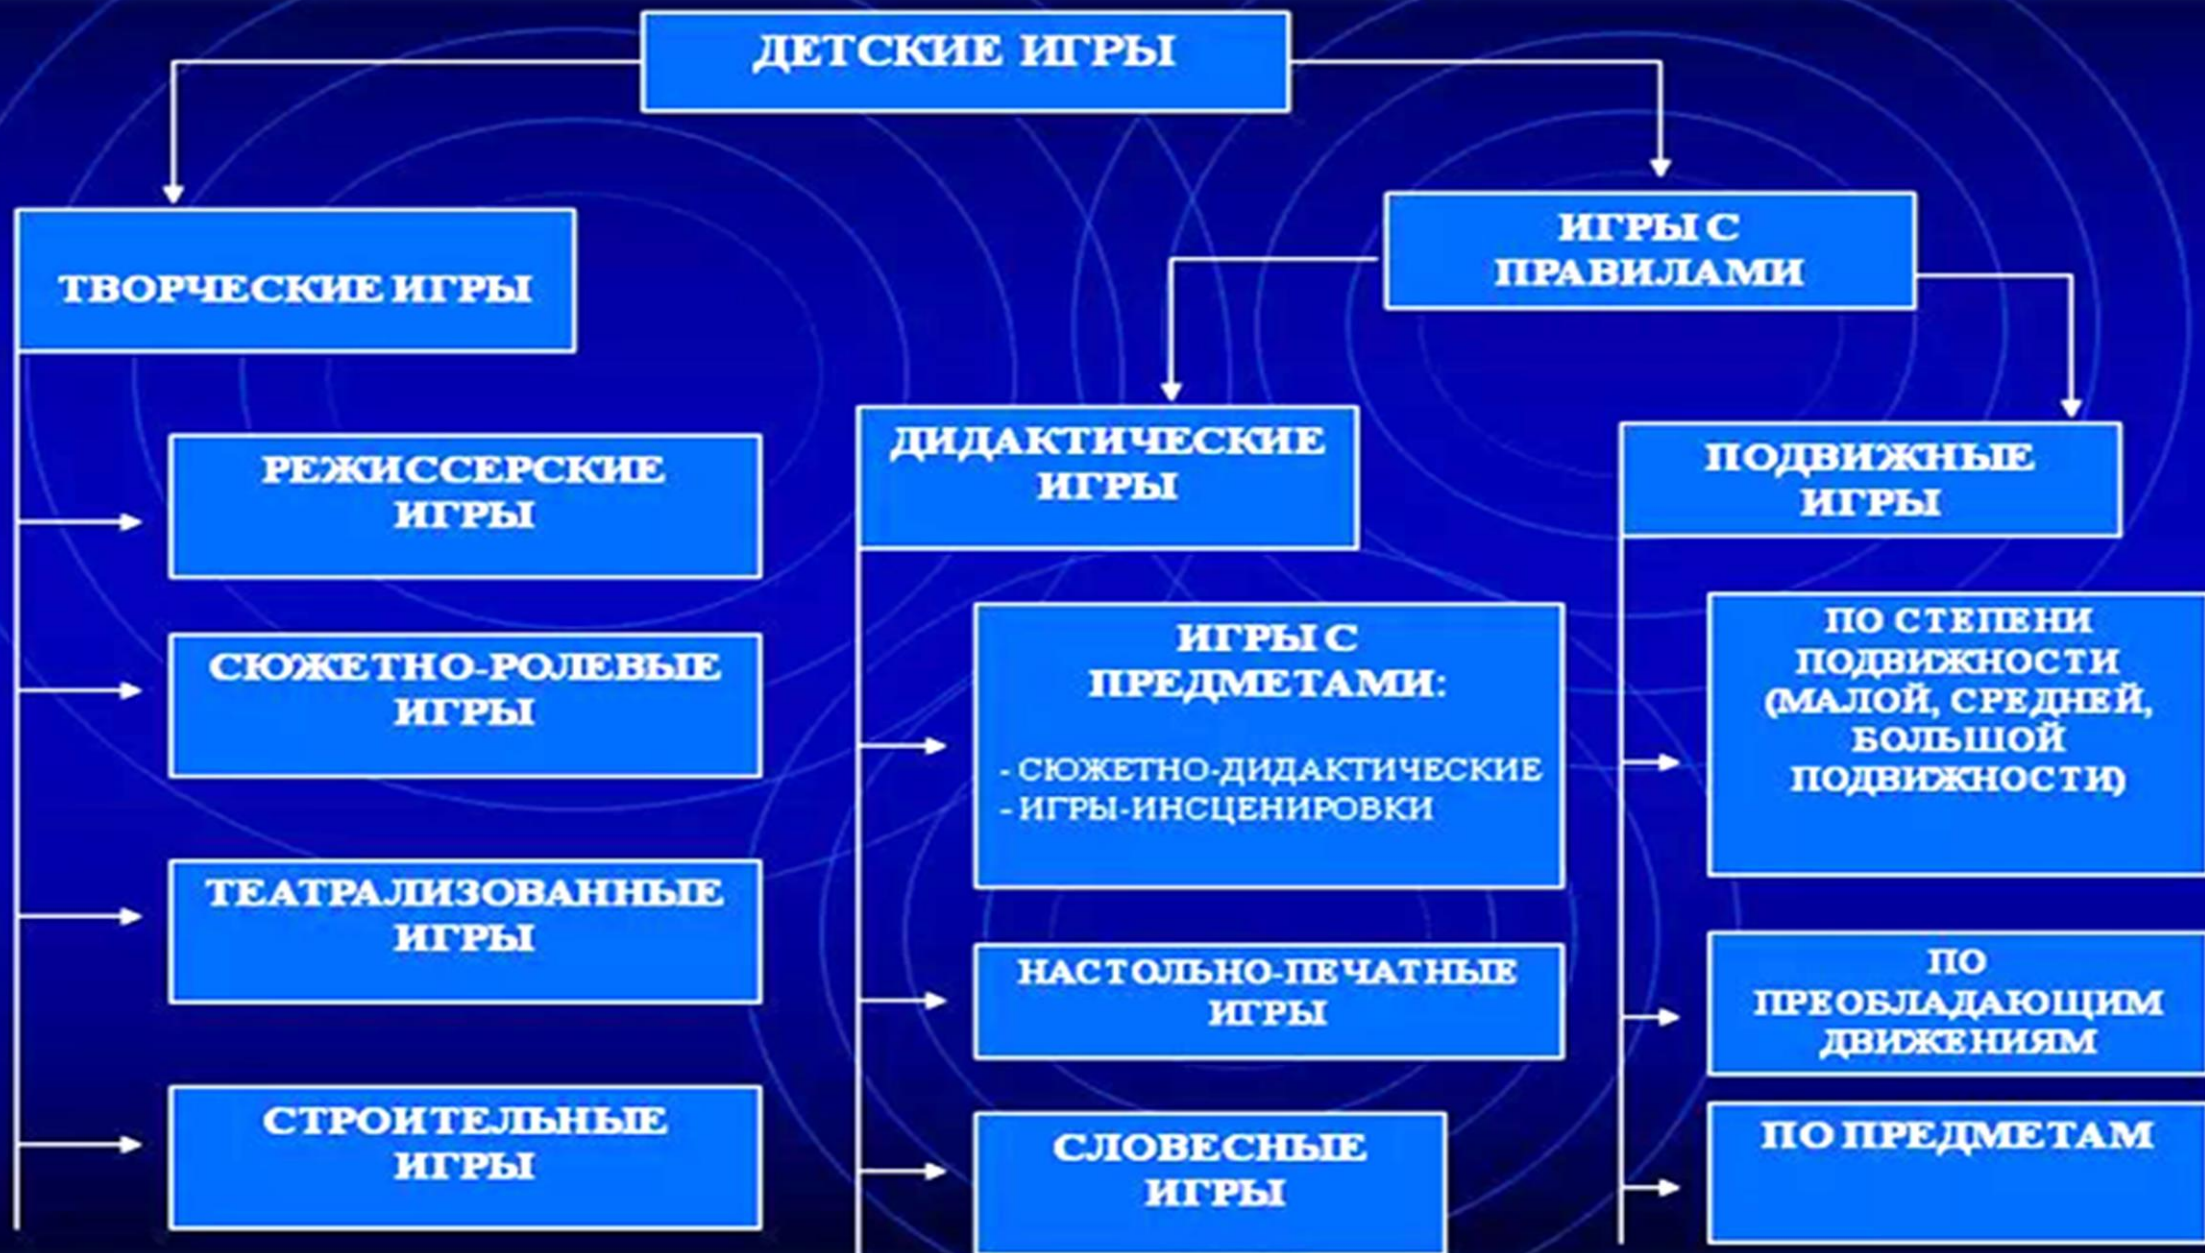 ДЕТСКИЕ ИГРЫ
ТВОРЧЕСКИЕ ИГРЫ
РЕЖИССЕРСКИЕ
ИГРЫ
СЮЖЕТНО-РОЛЕВЫЕ
ИГРЫ
ТЕАТРАЛИЗОВАННЫЕ
ИГРЫ
СТРОИТЕЛЬНЫЕ
ИГРЫ
ИГРЫ С
ПРАВИЛАМИ
ДИДАКТИЧЕСКИЕ
ИГРЫ
ИГРЫ С
ПРЕДМЕТАМИ:
- СЮЖЕТНО-ДИДАКТИЧЕСКИЕ
- ИГРЫ-ИНСЦЕНИРОВКИ
НАСТОЛЬНО-ПЕЧАТНЫЕ
ИГРЫ
СЛОВЕСНЫЕ
ИГРЫ
ПОДВИЖНЫЕ
ИГРЫ
ПО СТЕПЕНИ
ПОДВИЖНОСТИ
(МАЛОЙ, СРЕДНЕЙ,
БОЛЬШОЙ
ПОДВИЖНОСТИ)
ПО
ПРЕОБЛАДАЮЩИМ
ДВИЖЕНИЯМ
ПО ПРЕДМЕТАМ